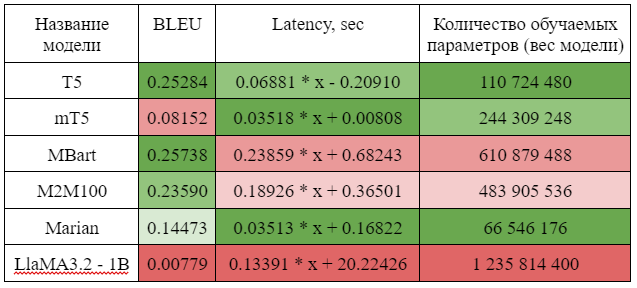 Название модели BLEU Latency, sec Количество обучаемых параметров (вес модели)
T5 0.25284 0.06881 * x - 0.20910 110 724 480
mT5 0.08152 0.03518 * x + 0.00808 244 309 248
MBart 0.25738 0.23859 * x + 0.68243 610 879 488
M2M100 0.23590 0.18926 * x + 0.36501 483 905 536
Marian 0.14473 0.03513 * x + 0.16822 66 546 176
LlaMA3.2 - 1B 0.00779 0.13391 * x + 20.22426 1 235 814 400